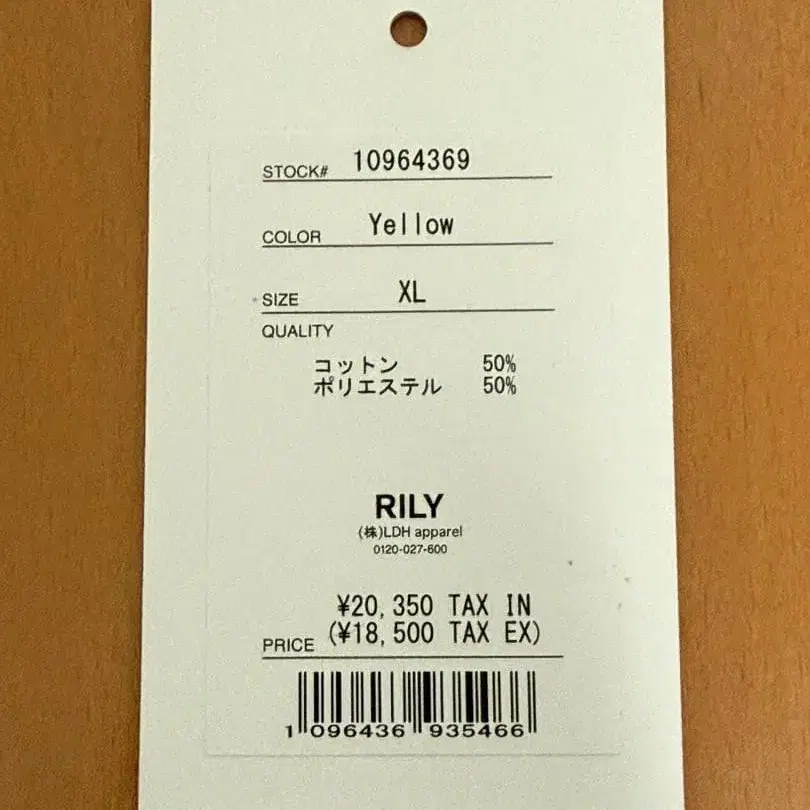 STOCK# 10964369
COLOR Yellow
SIZE XL
QUALITY
コットン 50%
ポリエステル 50%
RILY
(株)LDH apparel
0120-027-600
¥20,350 TAX IN
PRICE (¥18,500 TAX EX)
1 096436 935466